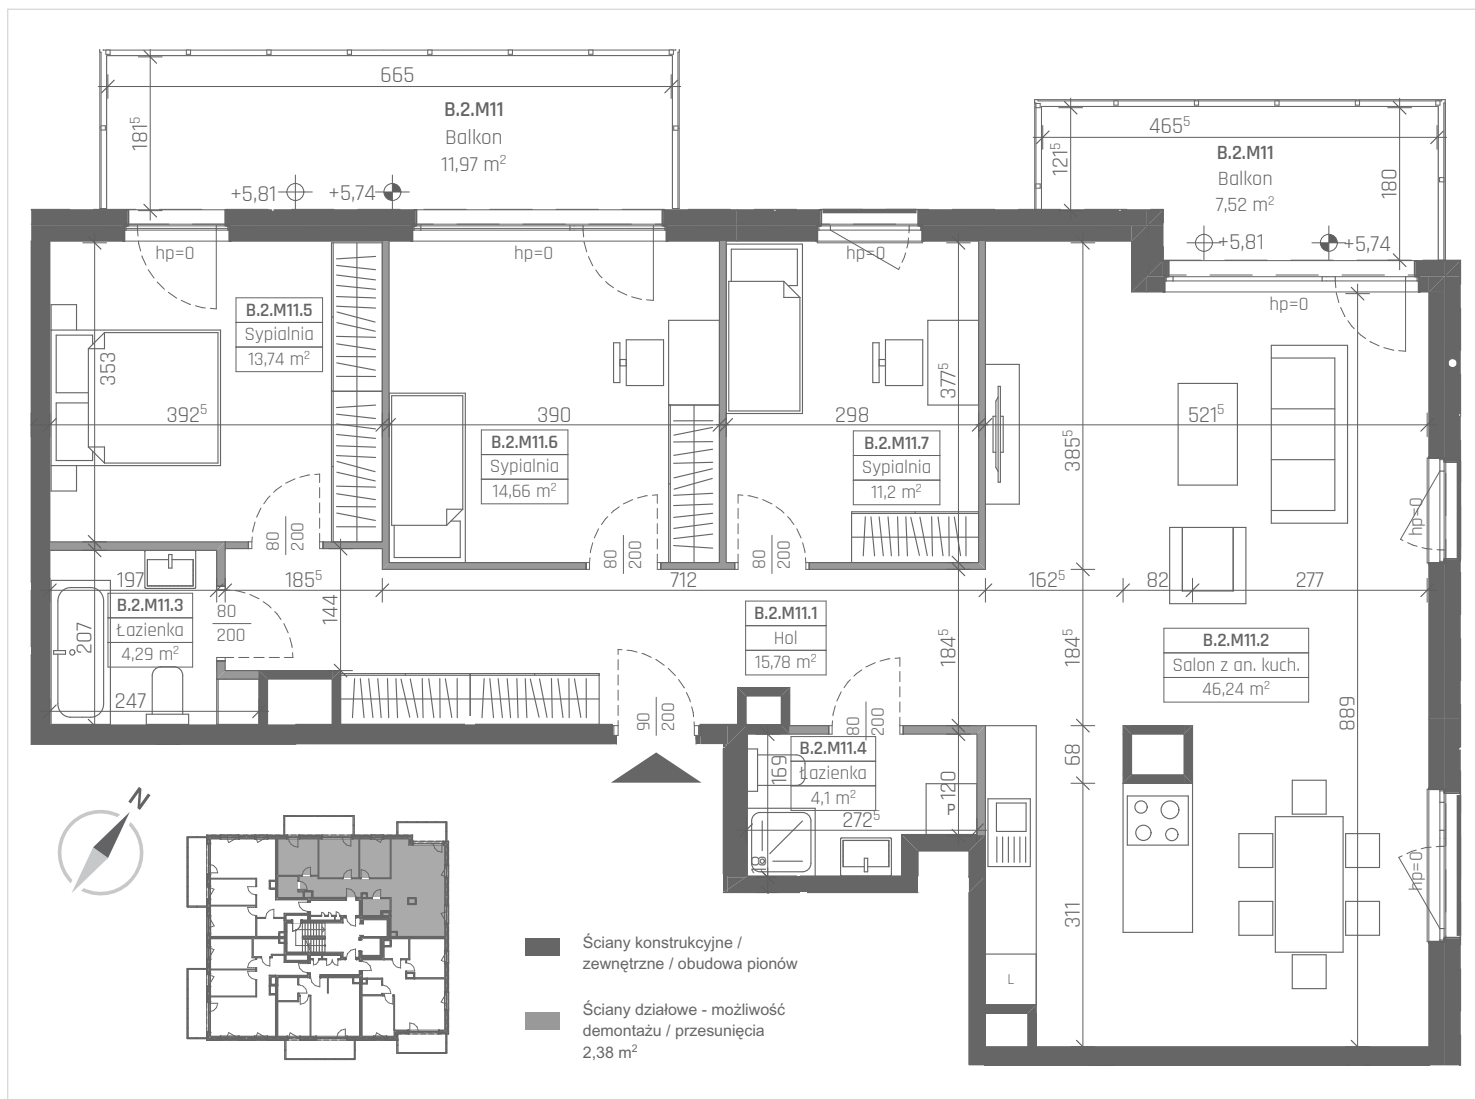 665
B.2.M11
Balkon
11,97 m²
181⁵
+5,81
+5,74
465⁵
B.2.M11
Balkon
7,52 m²
121⁵
180
+5,81
+5,74
hp=0
hp=0
hp=0
hp=0
B.2.M11.5
Sypialnia
13,74 m²
353
392⁵
390
B.2.M11.6
Sypialnia
14,66 m²
298
377⁵
B.2.M11.7
Sypialnia
11,2 m²
521⁵
385⁵
hp=0
80
200
80
200
80
200
197
185⁵
712
162⁵
82
277
B.2.M11.3
Łazienka
4,29 m²
207
247
80
200
144
B.2.M11.1
Hol
15,78 m²
184⁵
184⁵
B.2.M11.2
Salon z an. kuch.
46,24 m²
889
90
200
80
200
B.2.M11.4
Łazienka
4,1 m²
169
120
P
272⁵
68
311
hp=0
L
N
Ściany konstrukcyjne /
zewnętrzne / obudowa pionów
Ściany działowe - możliwość
demontażu / przesunięcia
2,38 m²